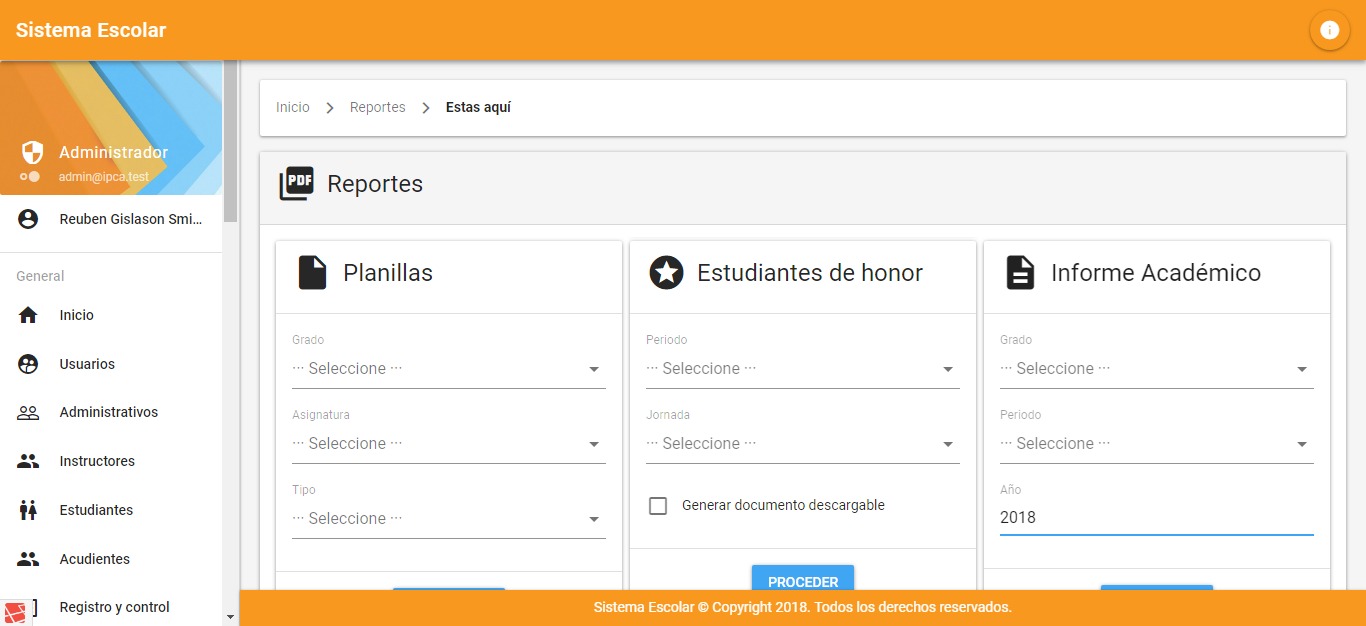 Sistema Escolar
Administrador
admin@ipca.test
Reuben Gislason Smi...
General
Inicio
Usuarios
Administrativos
Instructores
Estudiantes
Acudientes
Registro y control
Inicio > Reportes > Estas aquí
PDF Reportes
Planillas
Grado
··· Seleccione ···
Asignatura
··· Seleccione ···
Tipo
··· Seleccione ···
Estudiantes de honor
Periodo
··· Seleccione ···
Jornada
··· Seleccione ···
Generar documento descargable
PROCEDER
Informe Académico
Grado
··· Seleccione ···
Periodo
··· Seleccione ···
Año
2018
Sistema Escolar © Copyright 2018. Todos los derechos reservados.